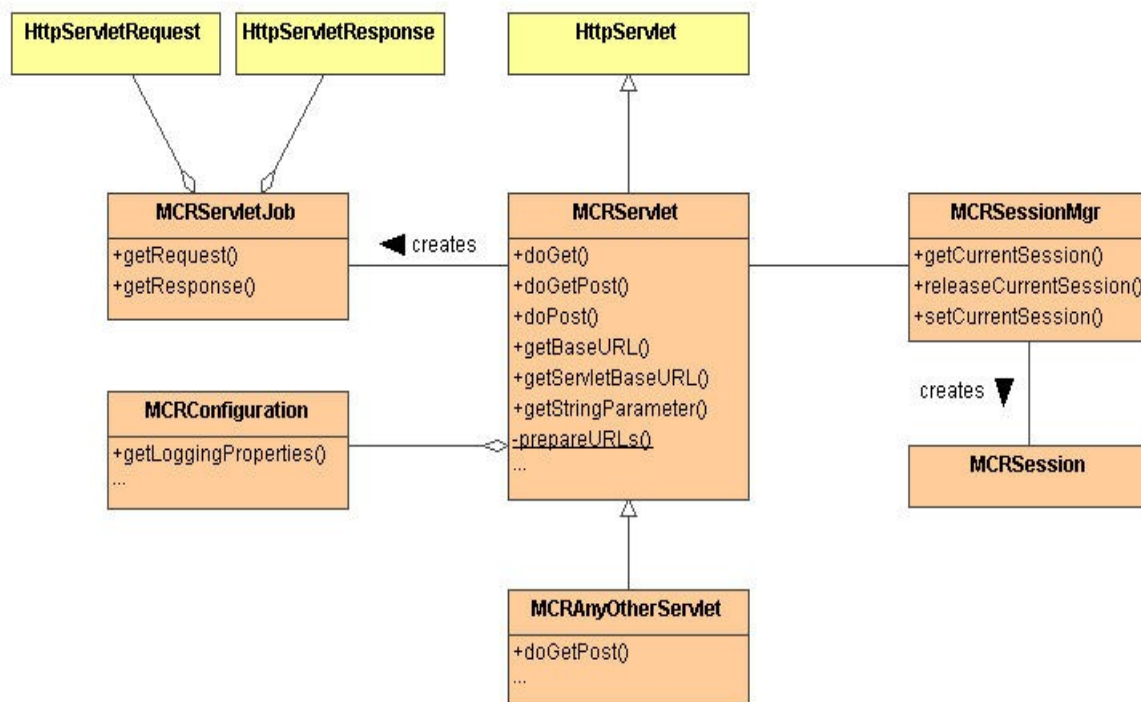 HttpServletRequest
HttpServletResponse
HttpServlet
MCRServletJob
+getRequest()
+getResponse()
creates
MCRServlet
+doGet()
+doGetPost()
+doPost()
+getBaseURL()
+getServletBaseURL()
+getStringParameter()
-prepareURLs()
...
MCRSessionMgr
+getCurrentSession()
+releaseCurrentSession()
+setCurrentSession()
creates
MCRConfiguration
+getLoggingProperties()
...
MCRSession
MCRAnyOtherServlet
+doGetPost()
...